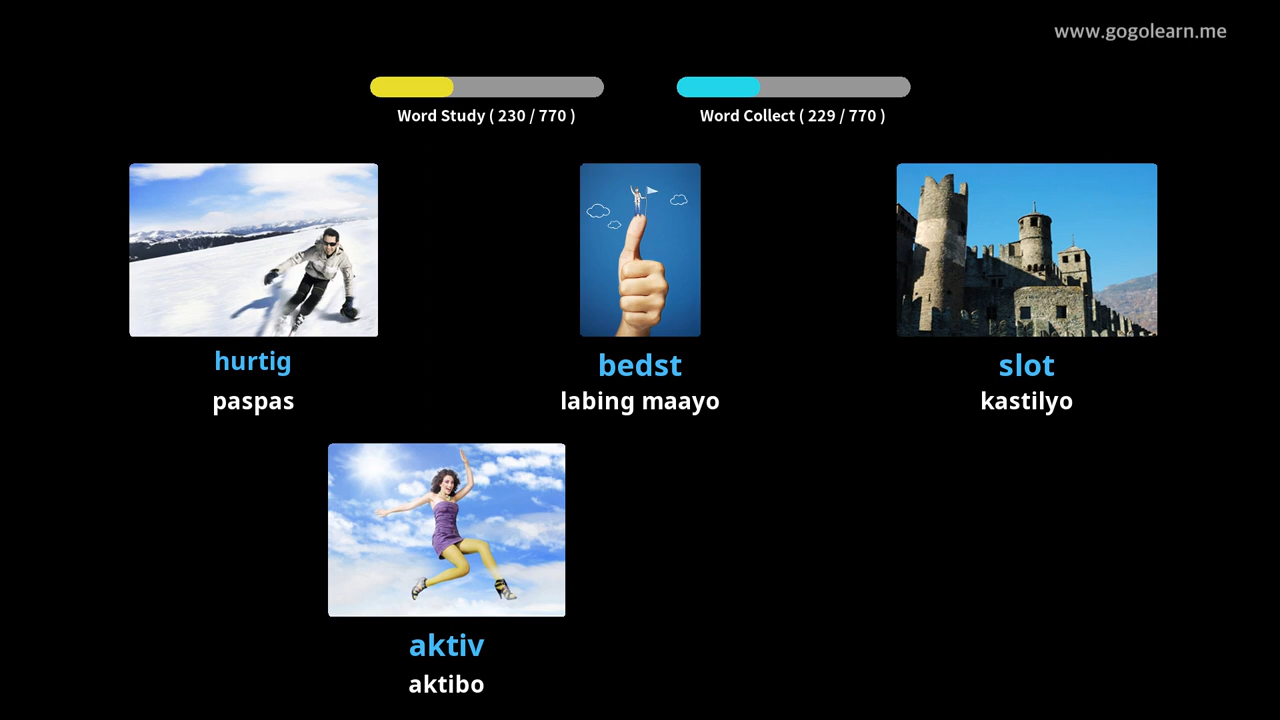 www.gogolearn.me
Word Study ( 230 / 770 )
Word Collect ( 229 / 770 )
hurtig
paspas
bedst
labing maayo
slot
kastilyo
aktiv
aktibo